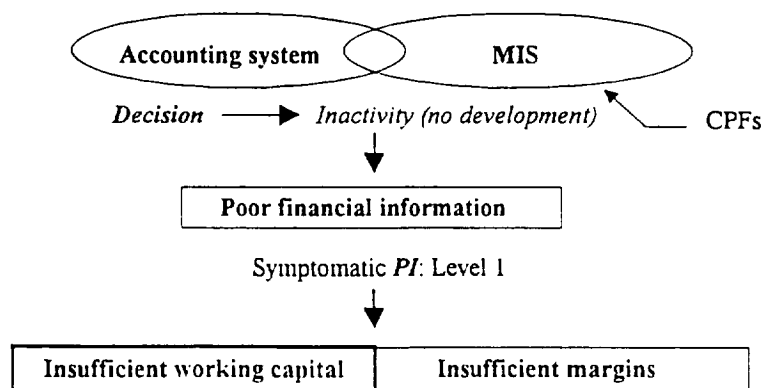 Accounting system MIS
Decision Inactivity (no development) CPFs
Poor financial information
Symptomatic PI: Level 1
Insufficient working capital Insufficient margins